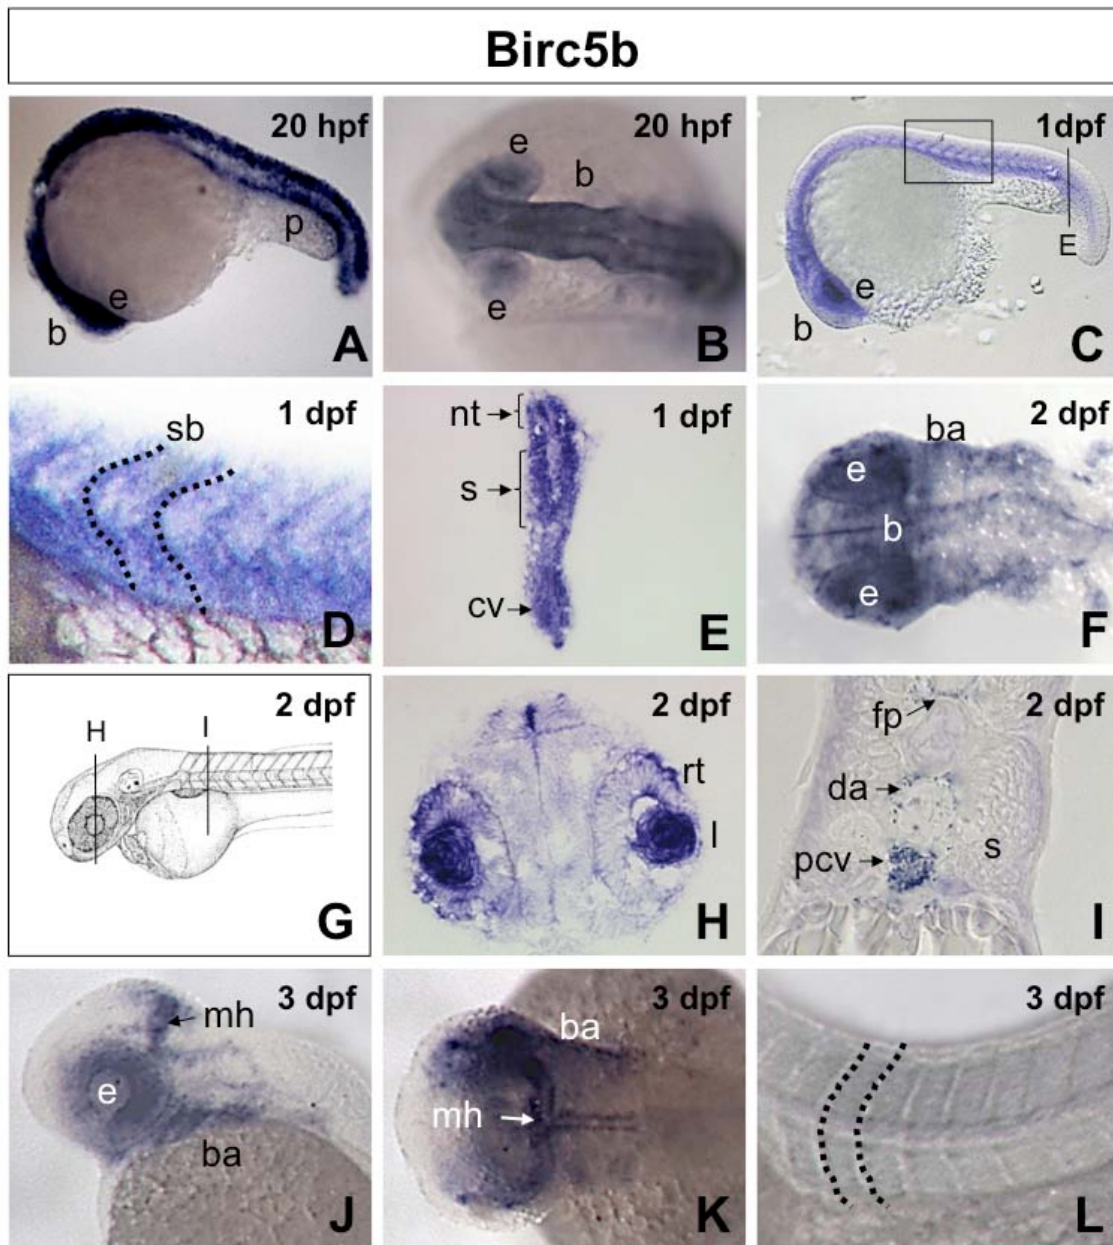 Birc5b
20 hpf
p
e
b
A
20 hpf
e
b
e
B
1dpf
E
e
b
C
1 dpf
sb
D
1 dpf
nt
s
cv
E
2 dpf
ba
e
b
e
F
2 dpf
H
I
G
2 dpf
rt
l
H
2 dpf
fp
da
s
pcv
I
3 dpf
mh
e
ba
J
3 dpf
ba
mh
K
3 dpf
L